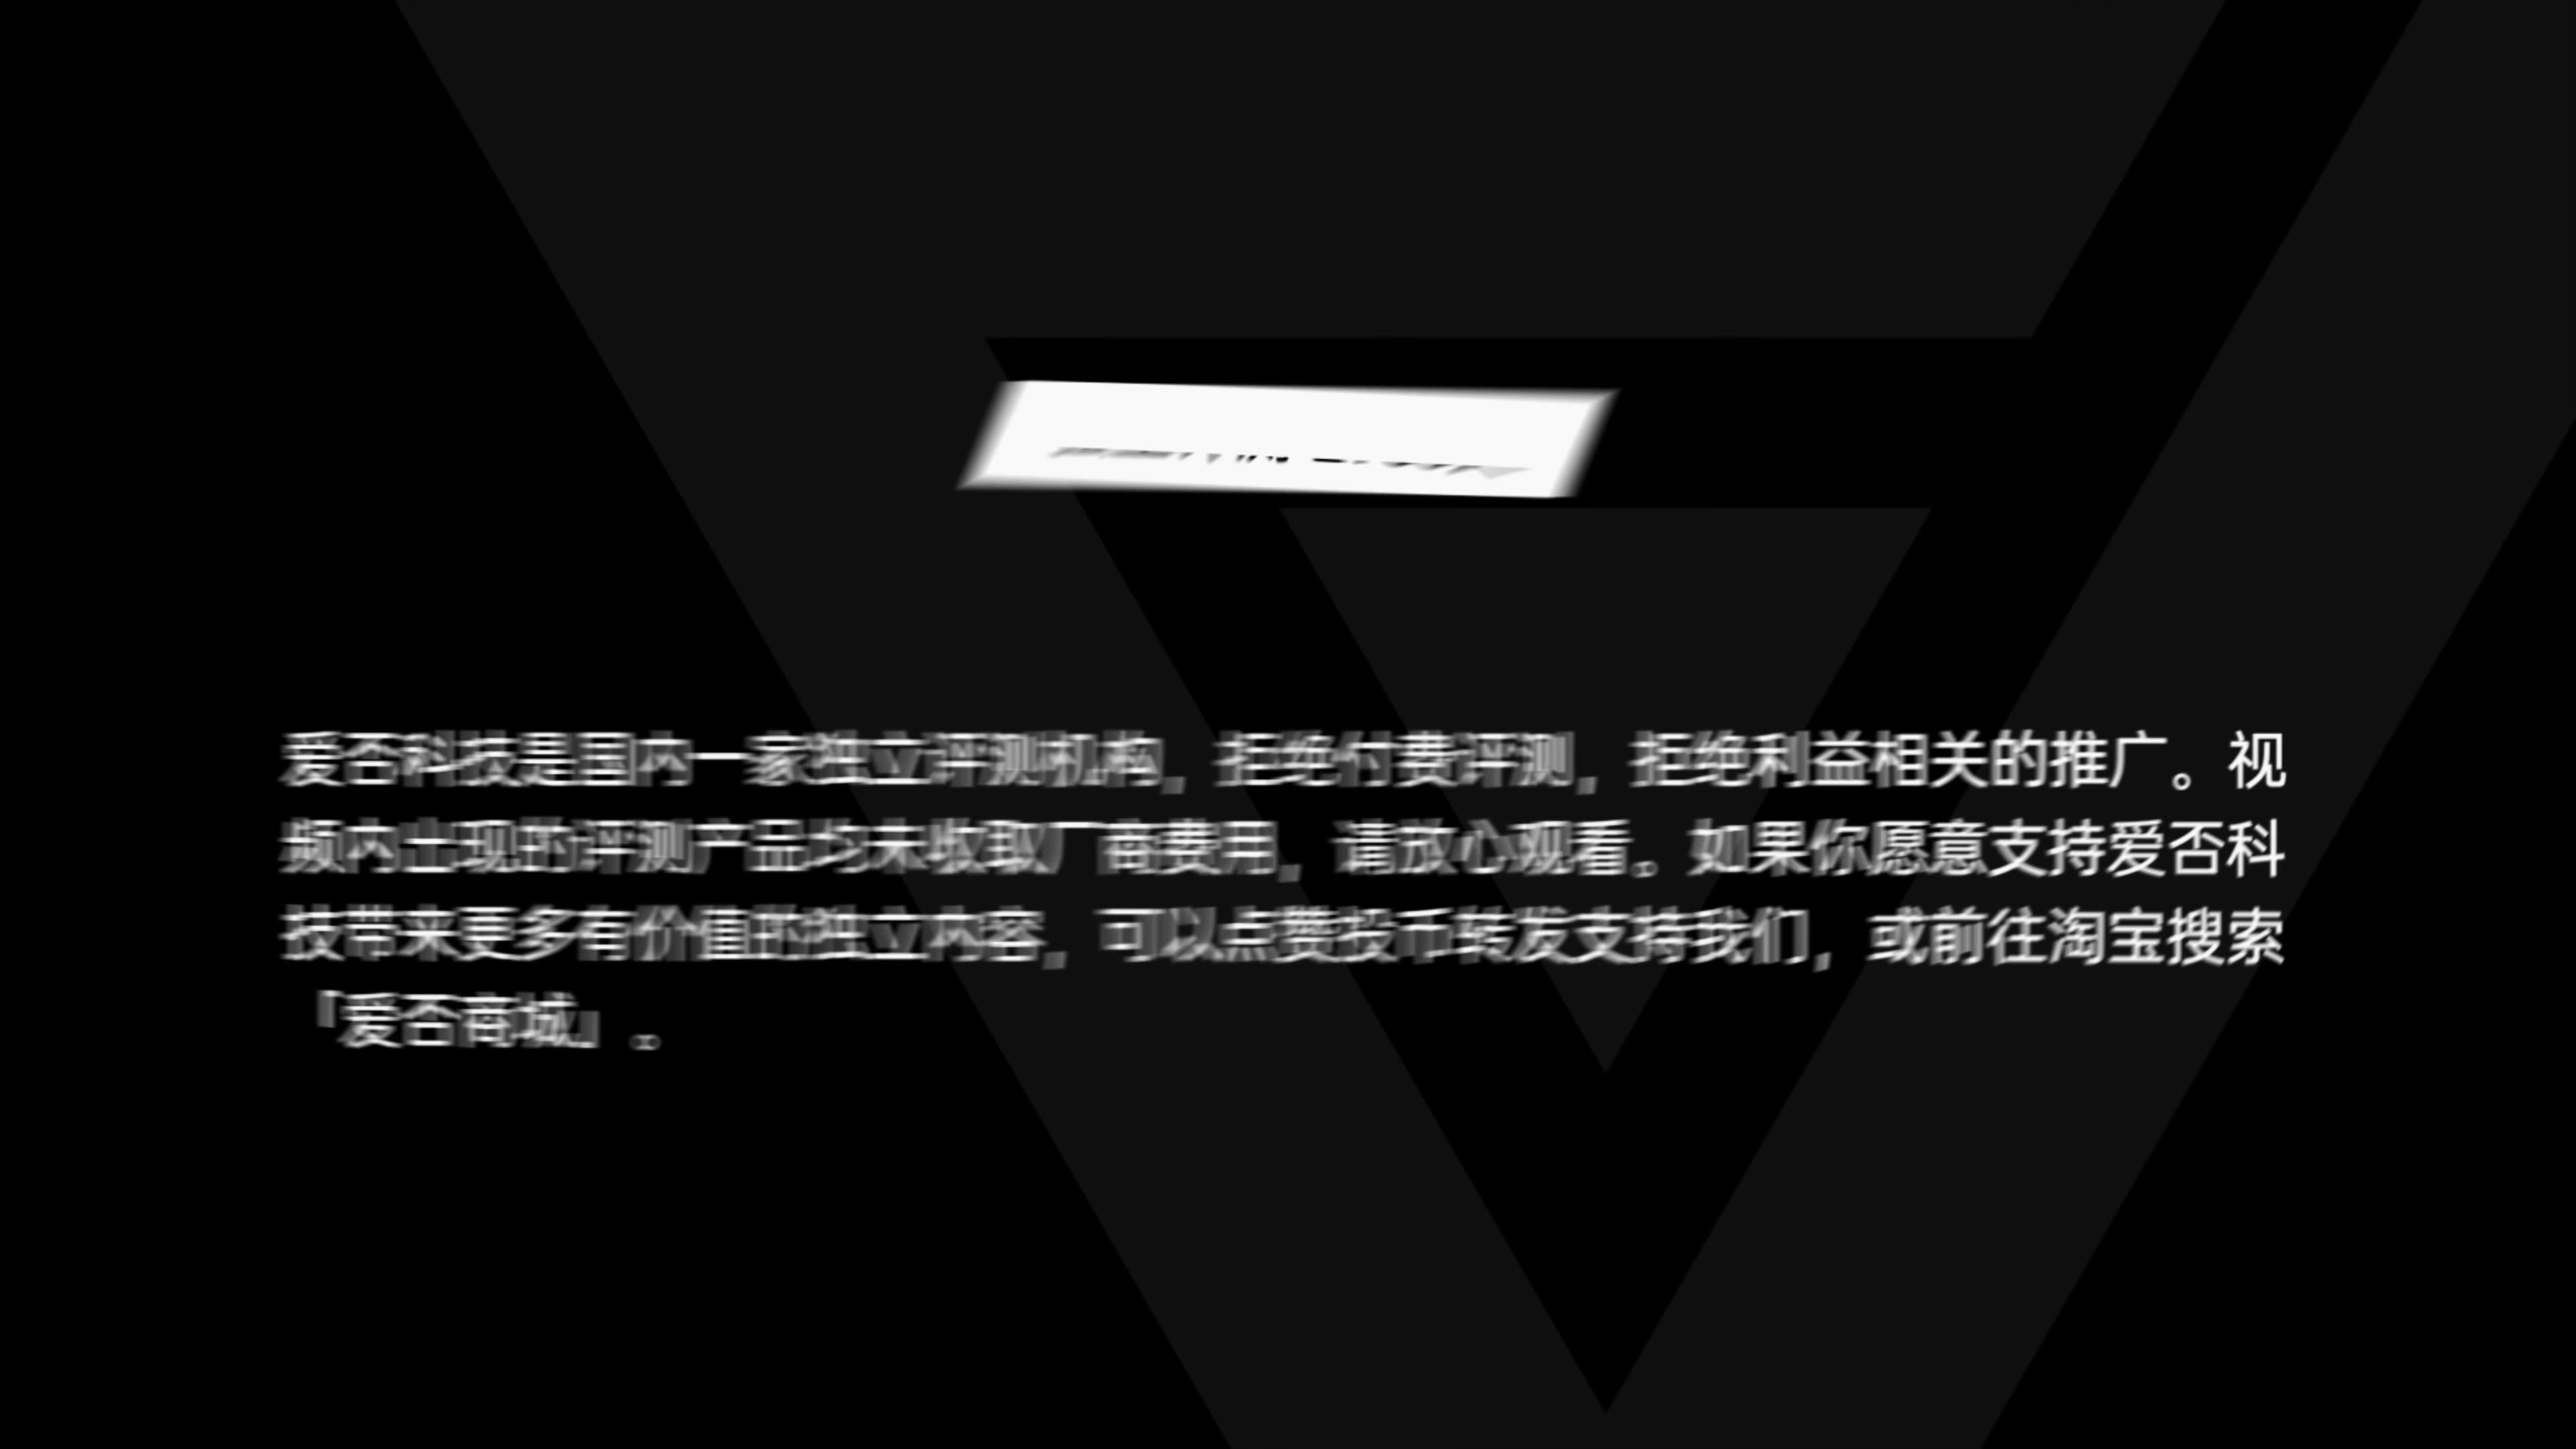 爱否科技是国内一家独立评测机构，拒绝付费评测，拒绝利益相关的推广。视
频内出现的评测产品均未收取厂商费用，请放心观看。如果你愿意支持爱否科
技带来更多有价值的独立内容，可以点赞投币转发支持我们，或前往淘宝搜索
「爱否商城」。